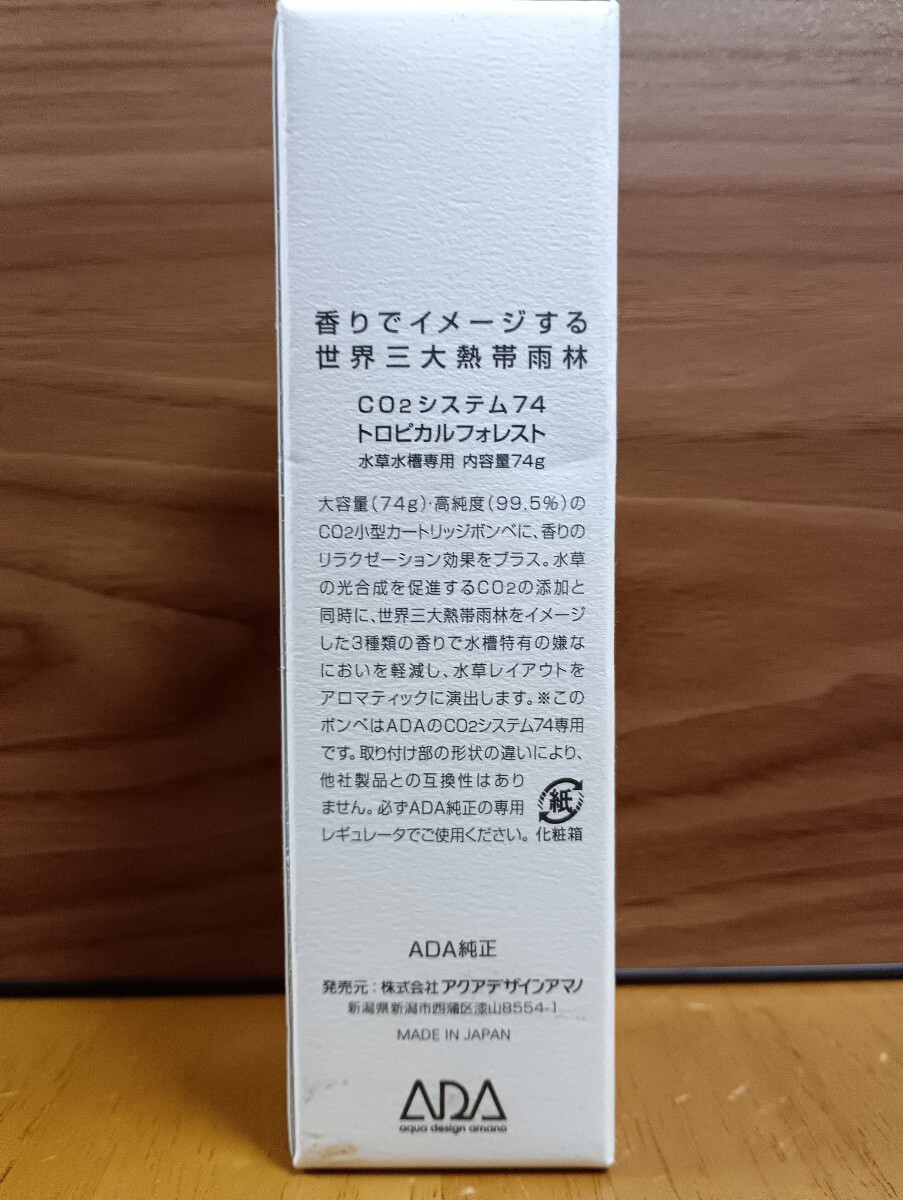 香りでイメージする
世界三大熱帯雨林
CO2システム74
トロピカルフォレスト
水草水槽専用 内容量74g
大容量(74g)・高純度(99.5%)の
CO2小型カートリッジボンベに、香りの
リラクゼーション効果をプラス。水草
の光合成を促進するCO2の添加と
同時に、世界三大熱帯雨林をイメージ
した3種類の香りで水槽特有の嫌な
においを軽減し、水草レイアウトを
アロマティックに演出します。※この
ボンベはADAのCO2システム74専用
です。取り付け部の形状の違いにより、
他社製品との互換性はあり
ません。必ずADA純正の専用
レギュレータでご使用ください。
紙
化粧箱
ADA純正
発売元:株式会社 アクアデザインアマノ
新潟県新潟市西蒲区漆山8554-1
MADE IN JAPAN
ADA
aqua design amano